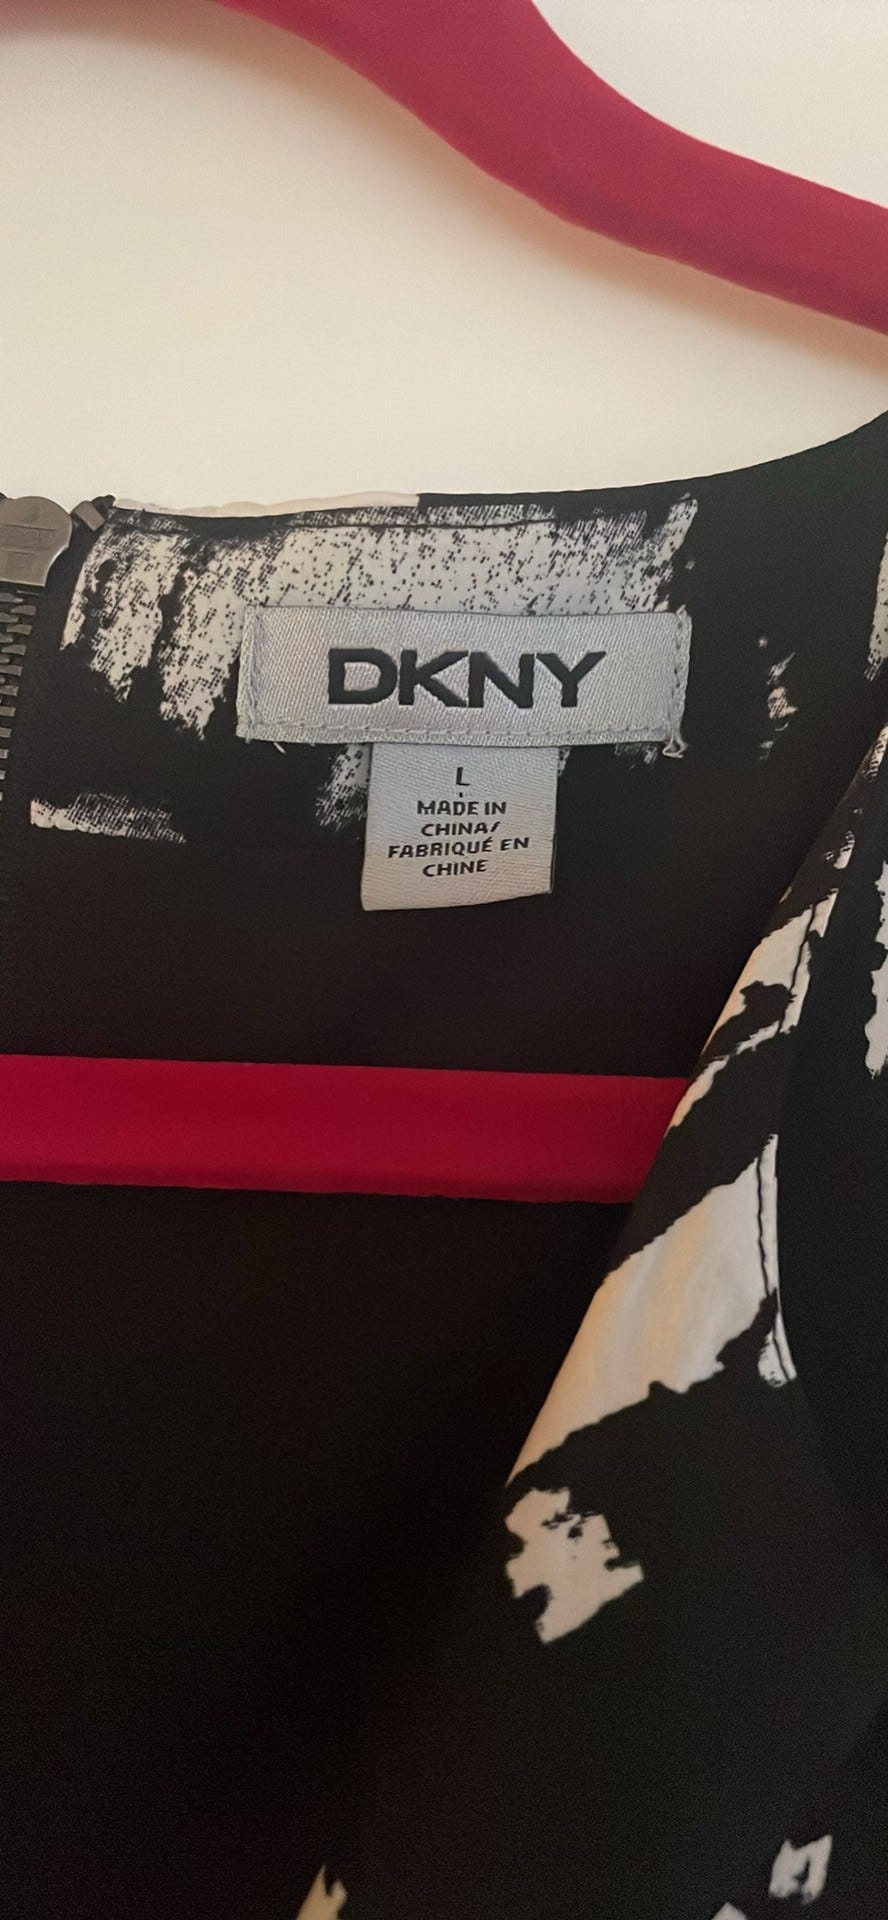 DKNY
L
MADE IN
CHINA/
FABRIQUÉ EN
CHINE